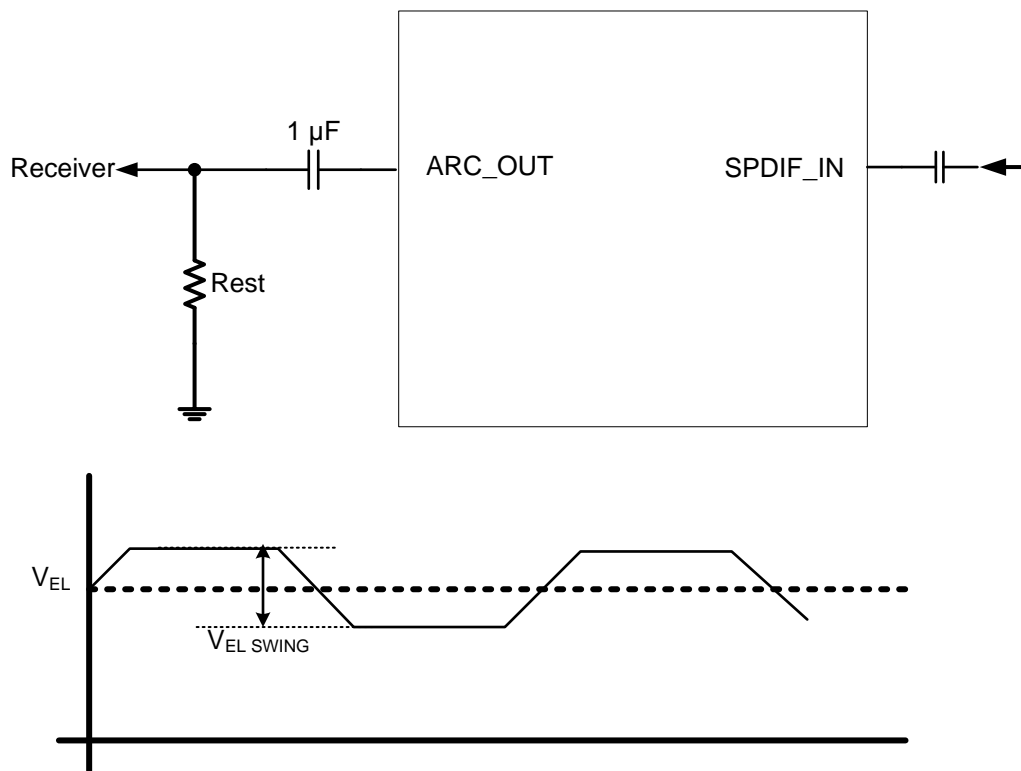 1 µF
Receiver
ARC_OUT
SPDIF_IN
Rest
VEL
VEL SWING